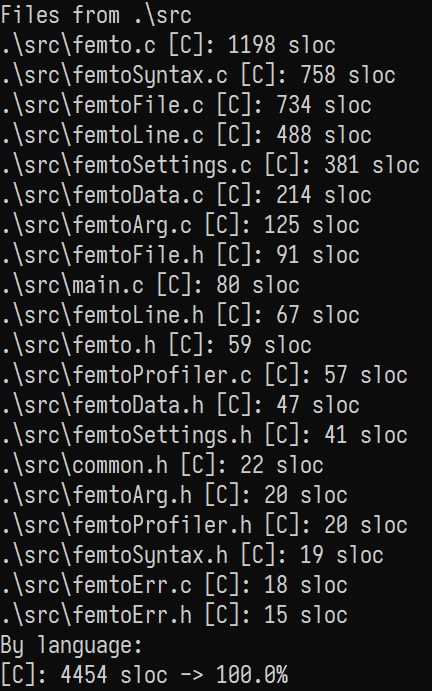 Files from .\src
.\src\femto.c [C]: 1198 sloc
.\src\femtoSyntax.c [C]: 758 sloc
.\src\femtoFile.c [C]: 734 sloc
.\src\femtoLine.c [C]: 488 sloc
.\src\femtoSettings.c [C]: 381 sloc
.\src\femtoData.c [C]: 214 sloc
.\src\femtoArg.c [C]: 125 sloc
.\src\femtoFile.h [C]: 91 sloc
.\src\main.c [C]: 80 sloc
.\src\femtoLine.h [C]: 67 sloc
.\src\femto.h [C]: 59 sloc
.\src\femtoProfiler.c [C]: 57 sloc
.\src\femtoData.h [C]: 47 sloc
.\src\femtoSettings.h [C]: 41 sloc
.\src\common.h [C]: 22 sloc
.\src\femtoArg.h [C]: 20 sloc
.\src\femtoProfiler.h [C]: 20 sloc
.\src\femtoSyntax.h [C]: 19 sloc
.\src\femtoErr.c [C]: 18 sloc
.\src\femtoErr.h [C]: 15 sloc
By language:
[C]: 4454 sloc -> 100.0%